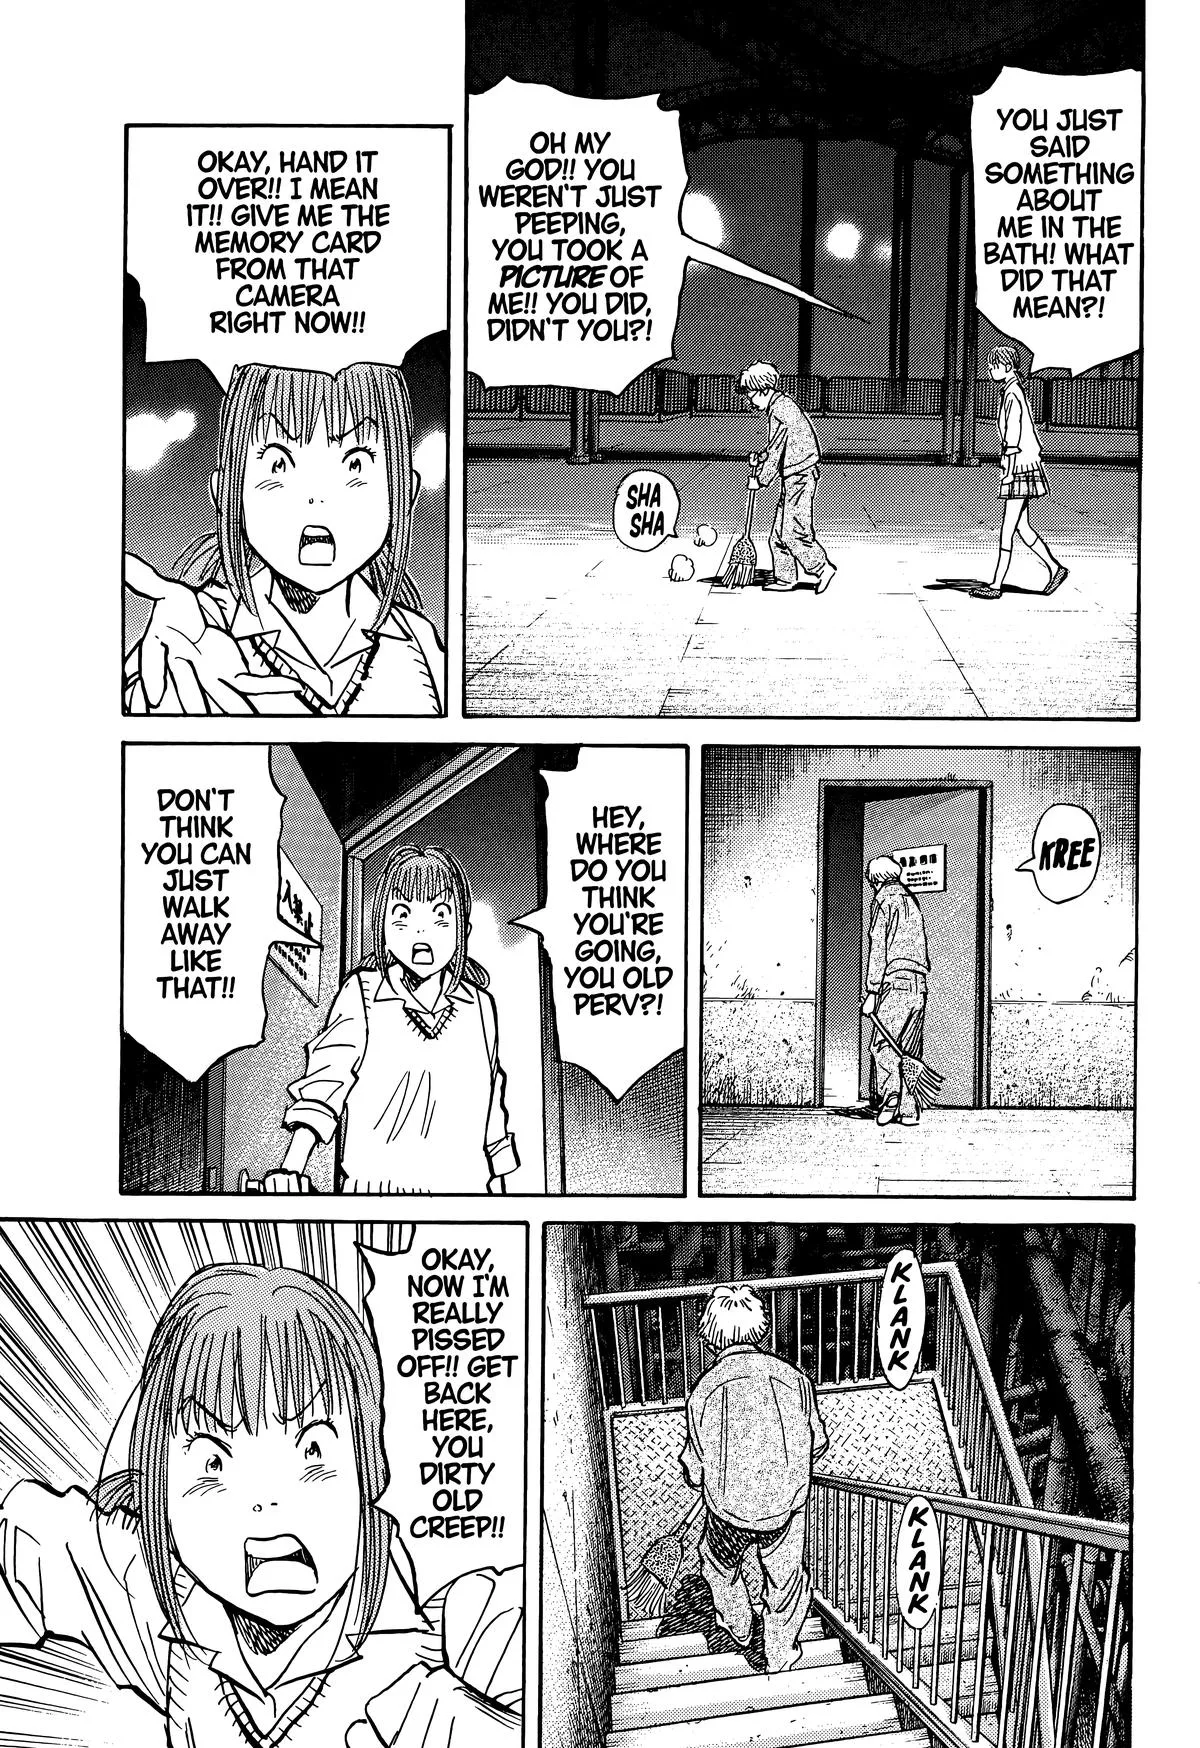 YOU JUST
SAID
SOMETHING
ABOUT
ME IN THE
BATH! WHAT
DID THAT
MEAN?!
OH MY
GOD!! YOU
WEREN'T JUST
PEEPING,
YOU TOOK A
PICTURE OF
ME!! YOU DID,
DIDN'T YOU?!
SHA
SHA
OKAY, HAND IT
OVER!! I MEAN
IT!! GIVE ME THE
MEMORY CARD
FROM THAT
CAMERA
RIGHT NOW!!
KREE
HEY,
WHERE
DO YOU
THINK
YOU'RE
GOING,
YOU OLD
PERV?!
DON'T
THINK
YOU CAN
JUST
WALK
AWAY
LIKE
THAT!!
KLANK
KLANK
OKAY,
NOW I'M
REALLY
PISSED
OFF!! GET
BACK
HERE,
YOU
DIRTY
OLD
CREEP!!